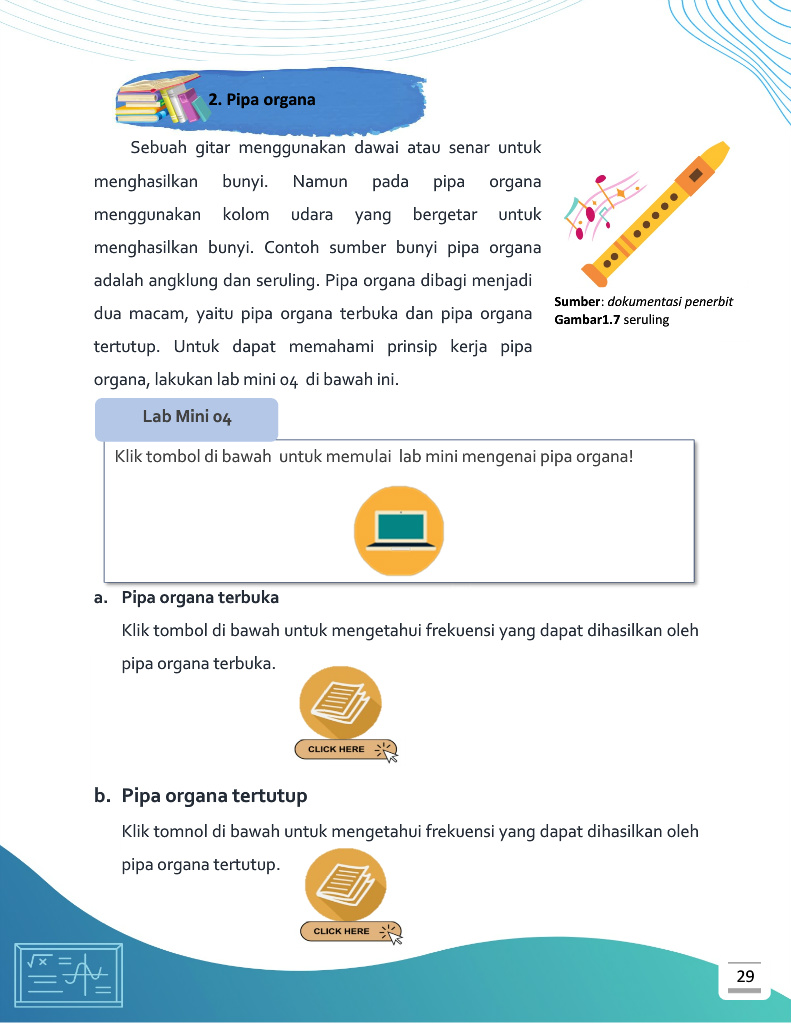 2. Pipa organa
Sebuah gitar menggunakan dawai atau senar untuk
menghasilkan bunyi. Namun pada pipa organa
menggunakan kolom udara yang bergetar untuk
menghasilkan bunyi. Contoh sumber bunyi pipa organa
adalah angklung dan seruling. Pipa organa dibagi menjadi
dua macam, yaitu pipa organa terbuka dan pipa organa
tertutup. Untuk dapat memahami prinsip kerja pipa
organa, lakukan lab mini 04 di bawah ini.
Sumber: dokumentasi penerbit
Gambar1.7 seruling
Lab Mini 04
Klik tombol di bawah untuk memulai lab mini mengenai pipa organa!
a. Pipa organa terbuka
Klik tombol di bawah untuk mengetahui frekuensi yang dapat dihasilkan oleh
pipa organa terbuka.
CLICK HERE
b. Pipa organa tertutup
Klik tomnol di bawah untuk mengetahui frekuensi yang dapat dihasilkan oleh
pipa organa tertutup.
CLICK HERE
√x
29